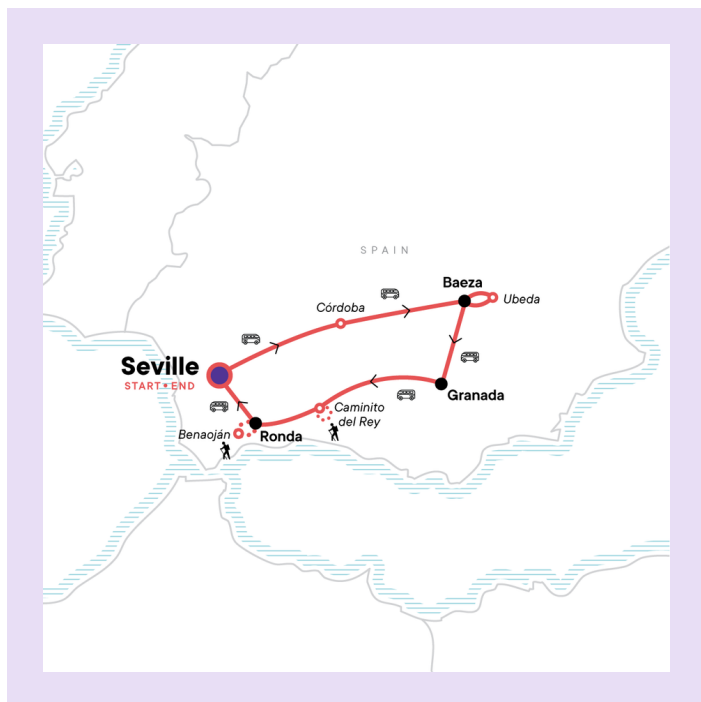 SPAIN
Baeza
Ubeda
Córdoba
Seville
START•END
Granada
Caminito
del Rey
Benaoján
Ronda